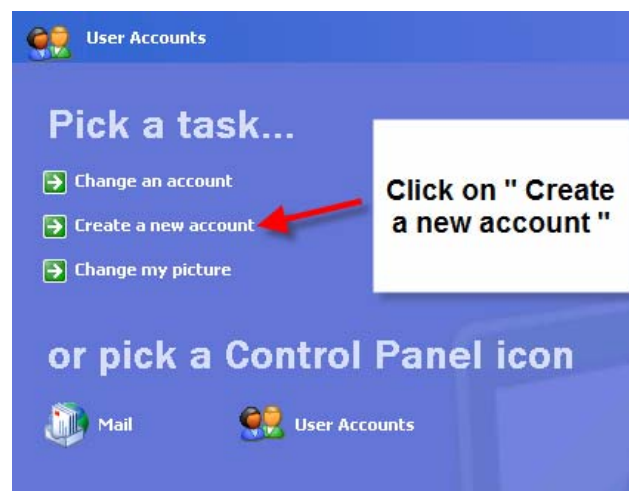 User Accounts
Pick a task...
Change an account
Create a new account
Change my picture
Click on " Create
a new account "
or pick a Control Panel icon
Mail
User Accounts